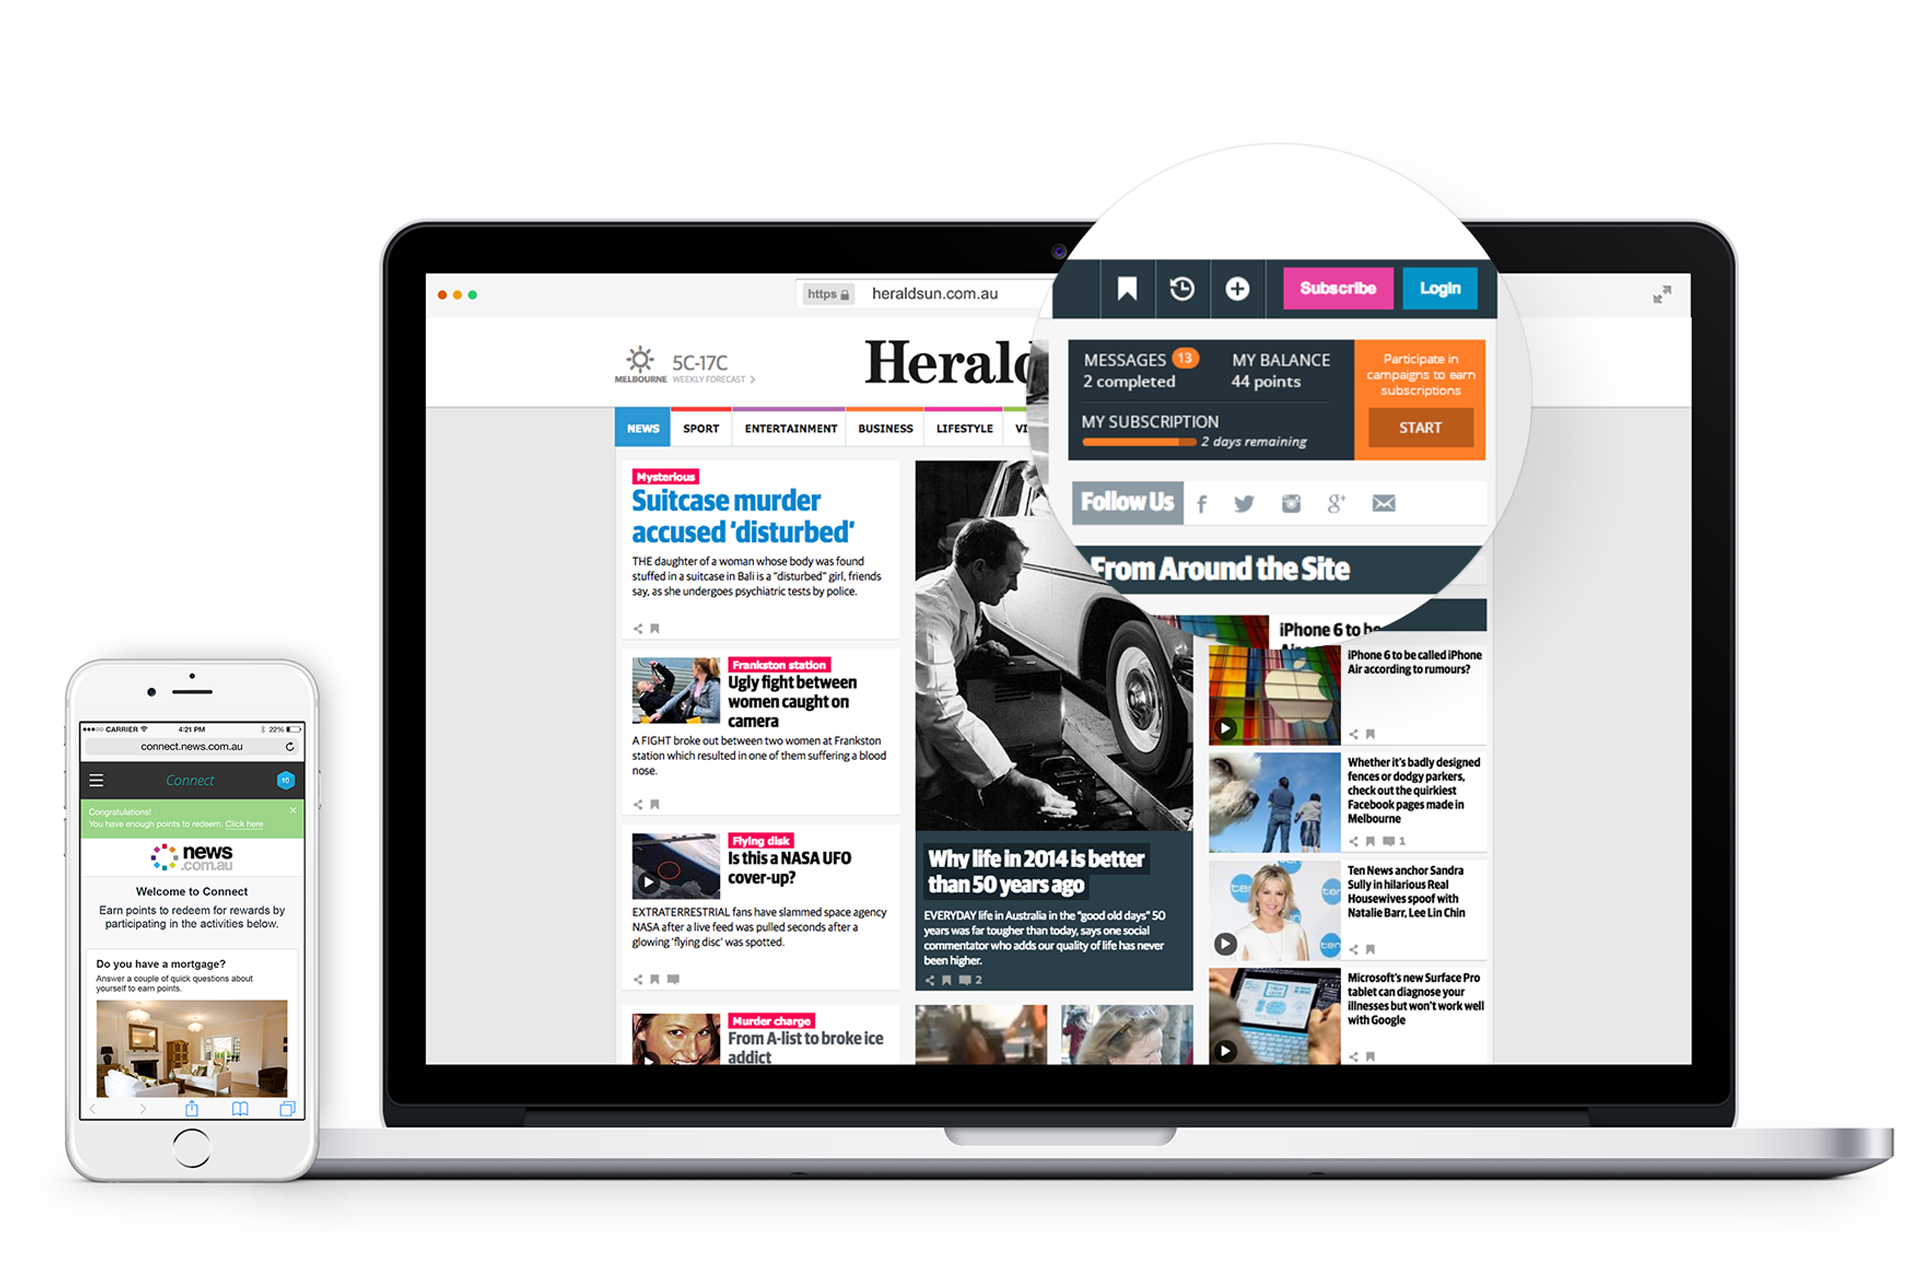 https heraldsun.com.au
5C-17C
MELBOURNE WEEKLY FORECAST
Herald
NEWS SPORT ENTERTAINMENT BUSINESS LIFESTYLE VI
Mysterious
Suitcase murder
accused ‘disturbed’
THE daughter of a woman whose body was found
stuffed in a suitcase in Bali is a “disturbed” girl, friends
say, as she undergoes psychiatric tests by police.
Frankston station
Ugly fight between
women caught on
camera
A FIGHT broke out between two women at Frankston
station which resulted in one of them suffering a blood
nose.
Flying disk
Is this a NASA UFO
cover-up?
EXTRATERRESTRIAL fans have slammed space agency
NASA after a live feed was pulled seconds after a
glowing ‘flying disc’ was spotted.
Murder charge
From A-list to broke ice
addict
Why life in 2014 is better
than 50 years ago
EVERYDAY life in Australia in the “good old days” 50
years was far tougher than today, says one social
commentator who adds our quality of life has never
been higher.
2
Subscribe Login
MESSAGES 13
2 completed
MY BALANCE
44 points
MY SUBSCRIPTION
2 days remaining
Participate in
campaigns to earn
subscriptions
START
Follow Us f g+
From Around the Site
iPhone 6 to be
iPhone 6 to be called iPhone
Air according to rumours?
Whether it’s badly designed
fences or dodgy parkers,
check out the quirkiest
Facebook pages made in
Melbourne
1
ten
ten
ten
Ten News anchor Sandra
Sully in hilarious Real
Housewives spoof with
Natalie Barr, Lee Lin Chin
Microsoft’s new Surface Pro
tablet can diagnose your
illnesses but won’t work well
with Google
CARRIER 4:21 PM 22%
connect.news.com.au
Connect 10
Congratulations! ×
You have enough points to redeem. Click here
news
.com.au
Welcome to Connect
Earn points to redeem for rewards by
participating in the activities below.
Do you have a mortgage?
Answer a couple of quick questions about
yourself to earn points.